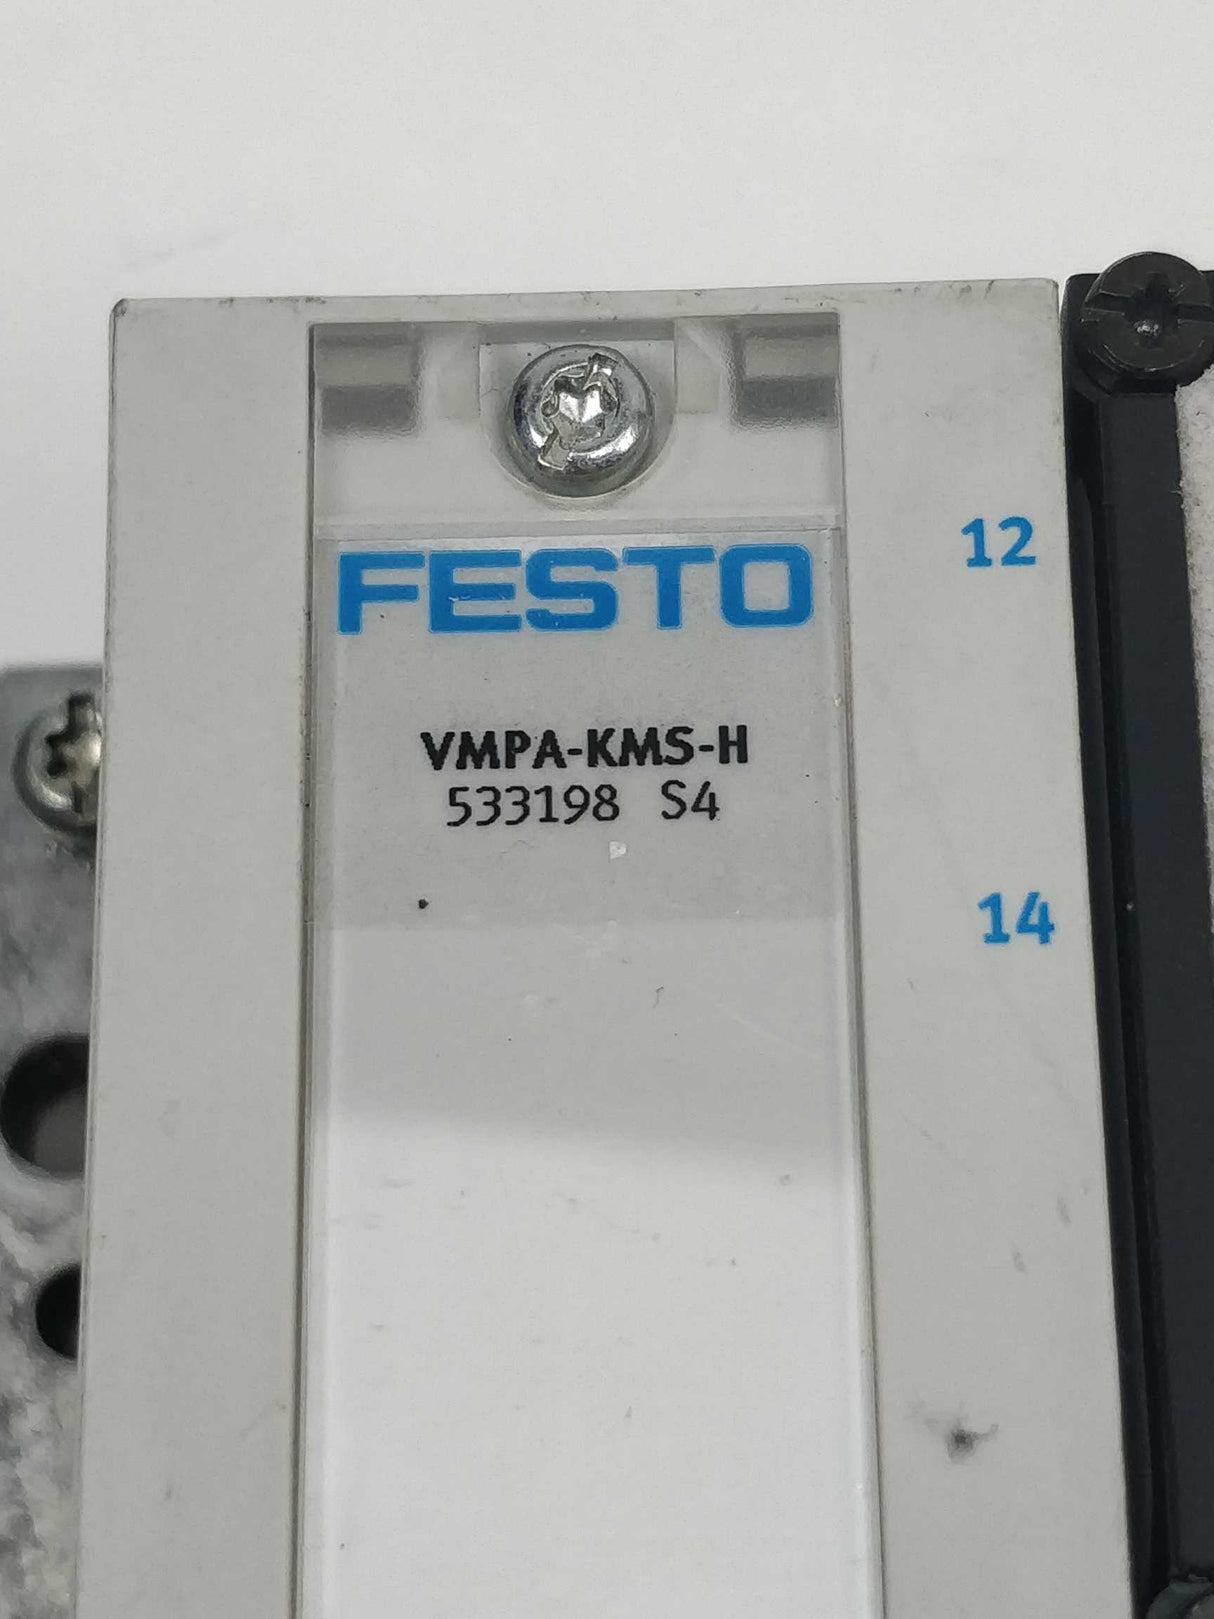 FESTO
12
VMPA-KMS-H
533198 S4
14